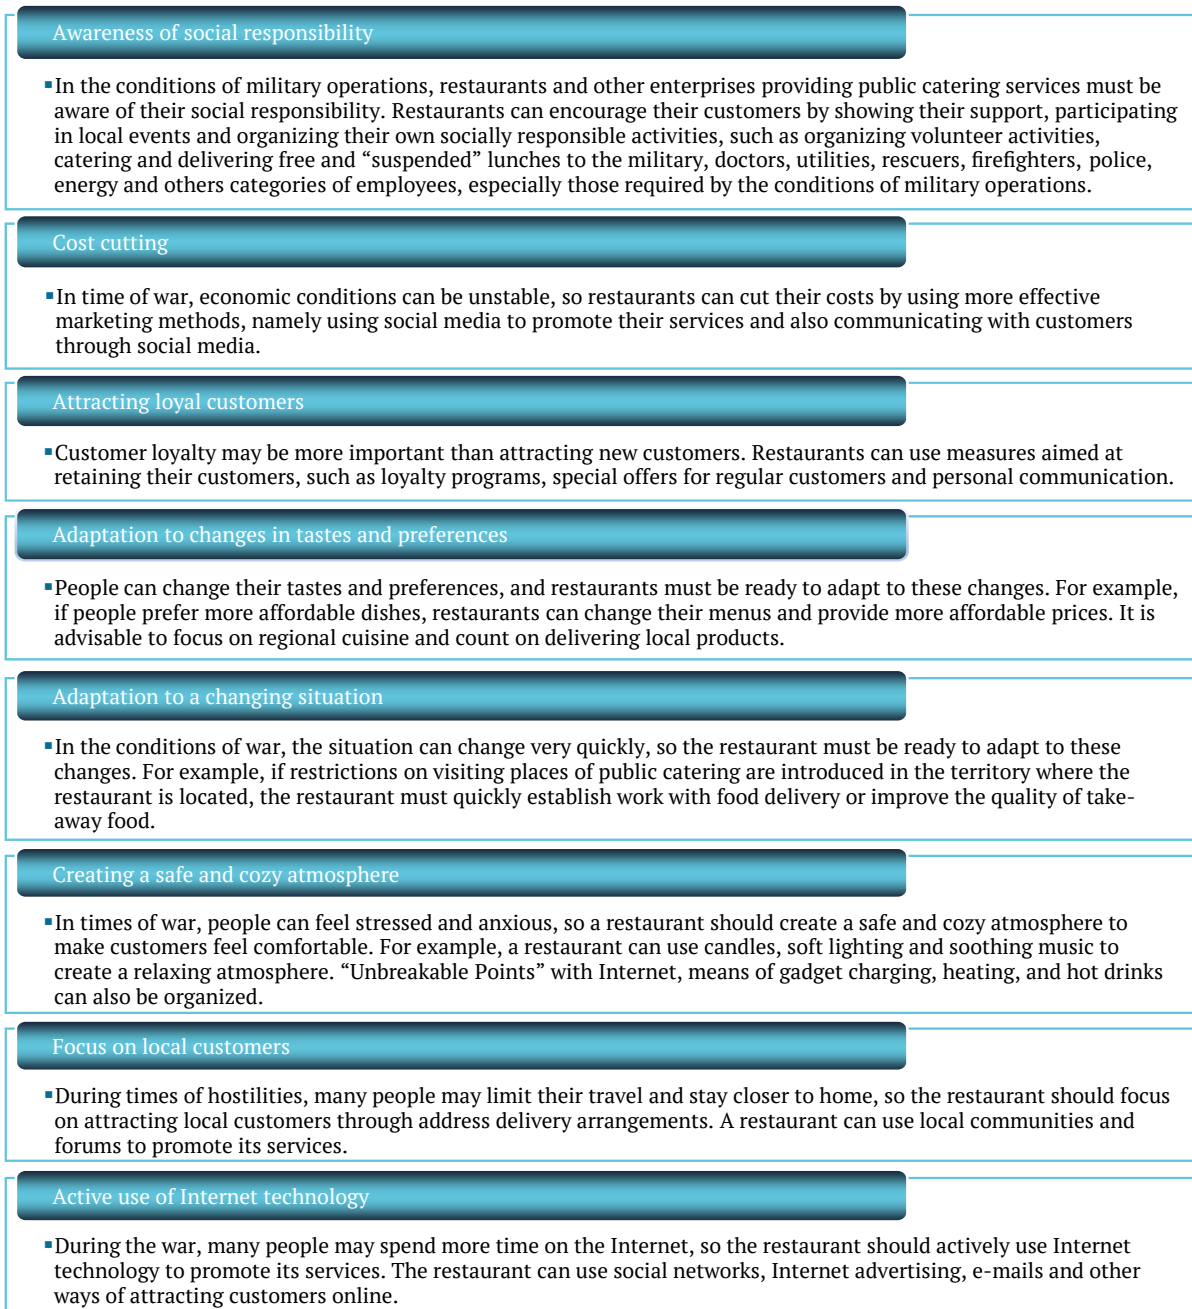 Awareness of social responsibility
▪In the conditions of military operations, restaurants and other enterprises providing public catering services must be
aware of their social responsibility. Restaurants can encourage their customers by showing their support, participating
in local events and organizing their own socially responsible activities, such as organizing volunteer activities,
catering and delivering free and “suspended” lunches to the military, doctors, utilities, rescuers, firefighters, police,
energy and others categories of employees, especially those required by the conditions of military operations.
Cost cutting
▪In time of war, economic conditions can be unstable, so restaurants can cut their costs by using more effective
marketing methods, namely using social media to promote their services and also communicating with customers
through social media.
Attracting loyal customers
▪Customer loyalty may be more important than attracting new customers. Restaurants can use measures aimed at
retaining their customers, such as loyalty programs, special offers for regular customers and personal communication.
Adaptation to changes in tastes and preferences
▪People can change their tastes and preferences, and restaurants must be ready to adapt to these changes. For example,
if people prefer more affordable dishes, restaurants can change their menus and provide more affordable prices. It is
advisable to focus on regional cuisine and count on delivering local products.
Adaptation to a changing situation
▪In the conditions of war, the situation can change very quickly, so the restaurant must be ready to adapt to these
changes. For example, if restrictions on visiting places of public catering are introduced in the territory where the
restaurant is located, the restaurant must quickly establish work with food delivery or improve the quality of take-
away food.
Creating a safe and cozy atmosphere
▪In times of war, people can feel stressed and anxious, so a restaurant should create a safe and cozy atmosphere to
make customers feel comfortable. For example, a restaurant can use candles, soft lighting and soothing music to
create a relaxing atmosphere. “Unbreakable Points” with Internet, means of gadget charging, heating, and hot drinks
can also be organized.
Focus on local customers
▪During times of hostilities, many people may limit their travel and stay closer to home, so the restaurant should focus
on attracting local customers through address delivery arrangements. A restaurant can use local communities and
forums to promote its services.
Active use of Internet technology
▪During the war, many people may spend more time on the Internet, so the restaurant should actively use Internet
technology to promote its services. The restaurant can use social networks, Internet advertising, e-mails and other
ways of attracting customers online.